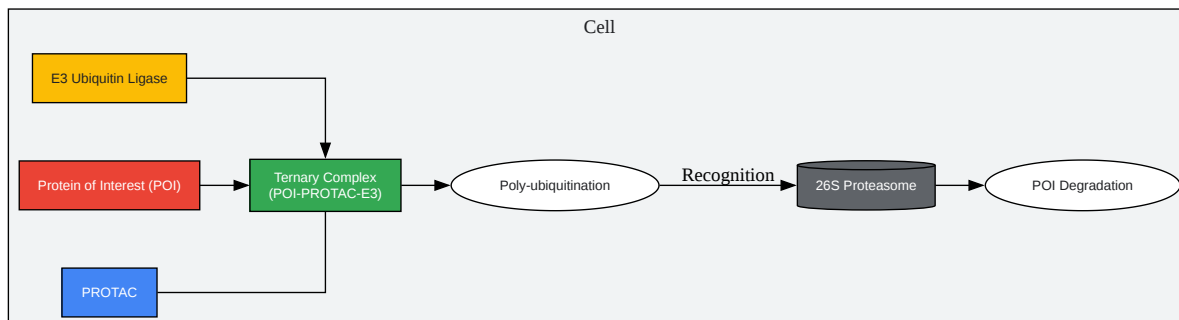 Cell
E3 Ubiquitin Ligase
Protein of Interest (POI)
Ternary Complex
(POI-PROTAC-E3)
Poly-ubiquitination
Recognition
26S Proteasome
POI Degradation
PROTAC